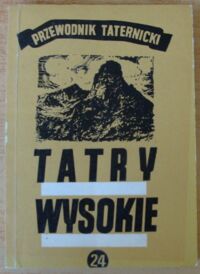 PRZEWODNIK TATERNICKI
TATRY
WYSOKIE
24